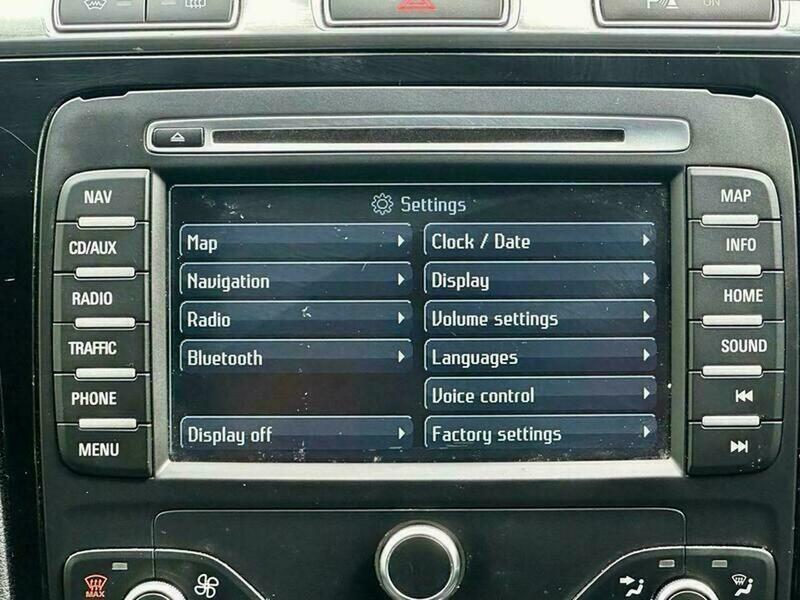 ON
Settings
NAV
CD/AUX
RADIO
TRAFFIC
PHONE
MENU
Map
Navigation
Radio
Bluetooth
Display off
Clock / Date
Display
Volume settings
Languages
Voice control
Factory settings
MAP
INFO
HOME
SOUND
MAX